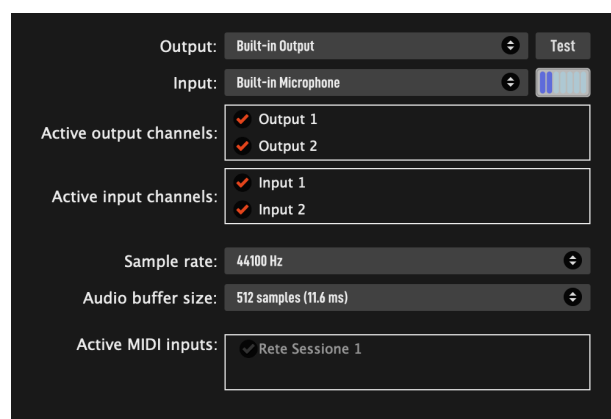 Output: Built-in Output Test
Input: Built-in Microphone
Active output channels: Output 1
Output 2
Active input channels: Input 1
Input 2
Sample rate: 44100 Hz
Audio buffer size: 512 samples (11.6 ms)
Active MIDI inputs: Rete Sessione 1